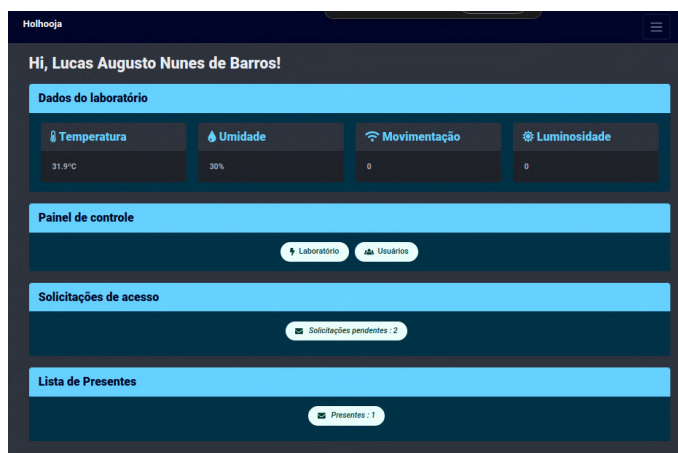 Holhooja
Hi, Lucas Augusto Nunes de Barros!
Dados do laboratório
Temperatura
Umidade
Movimentação
Luminosidade
31.9°C
30%
0
0
Painel de controle
Laboratório
Usuários
Solicitações de acesso
Solicitações pendentes : 2
Lista de Presentes
Presentes : 1